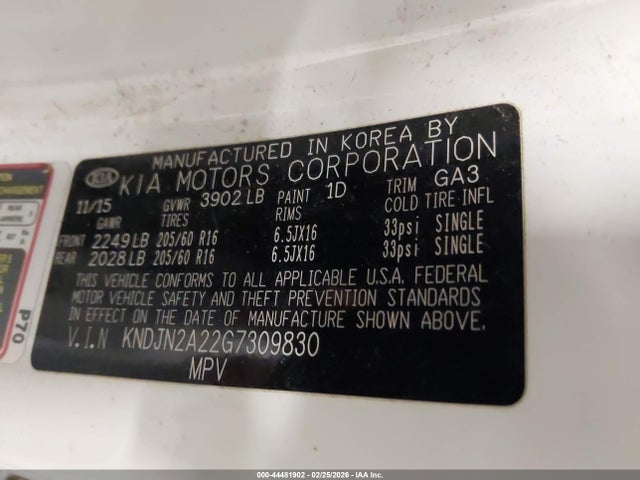 MANUFACTURED IN KOREA BY
KIA KIA MOTORS CORPORATION
11/15 GVWR 3902 LB PAINT 1D TRIM GA3
GAWR TIRES RIMS COLD TIRE INFL
FRONT 2249 LB 205/60 R16 6.5JX16 33psi SINGLE
REAR 2028 LB 205/60 R16 6.5JX16 33psi SINGLE
THIS VEHICLE CONFORMS TO ALL APPLICABLE U.S.A. FEDERAL
MOTOR VEHICLE SAFETY AND THEFT PREVENTION STANDARDS
IN EFFECT ON THE DATE OF MANUFACTURE SHOWN ABOVE.
V.I.N KNDJN2A22G7309830
MPV
P70
000-44481902 - 02/25/2026 - IAA Inc.